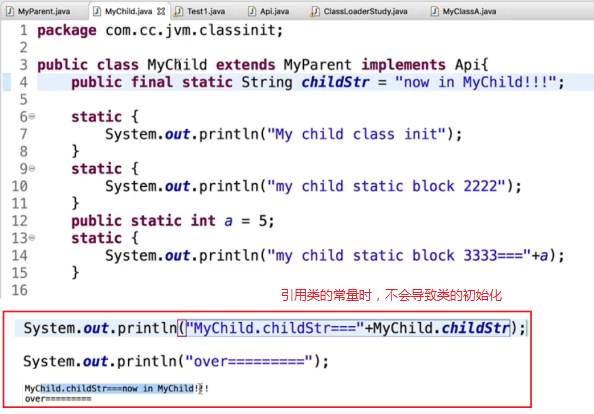 MyParent.java MyChild.java Test1.java Api.java ClassLoaderStudy.java MyClassA.java
1 package com.cc.jvm.classinit;
2
3 public class MyChild extends MyParent implements Api{
4 public final static String childStr = "now in MyChild!!!";
5
6 static {
7 System.out.println("My child class init");
8 }
9 static {
10 System.out.println("my child static block 2222");
11 }
12 public static int a = 5;
13 static {
14 System.out.println("my child static block 3333==="+a);
15 }
16
引用类的常量时，不会导致类的初始化
System.out.println("MyChild.childStr==="+MyChild.childStr);
System.out.println("over=========");
MyChild.childStr===now in MyChild!!!
over=========